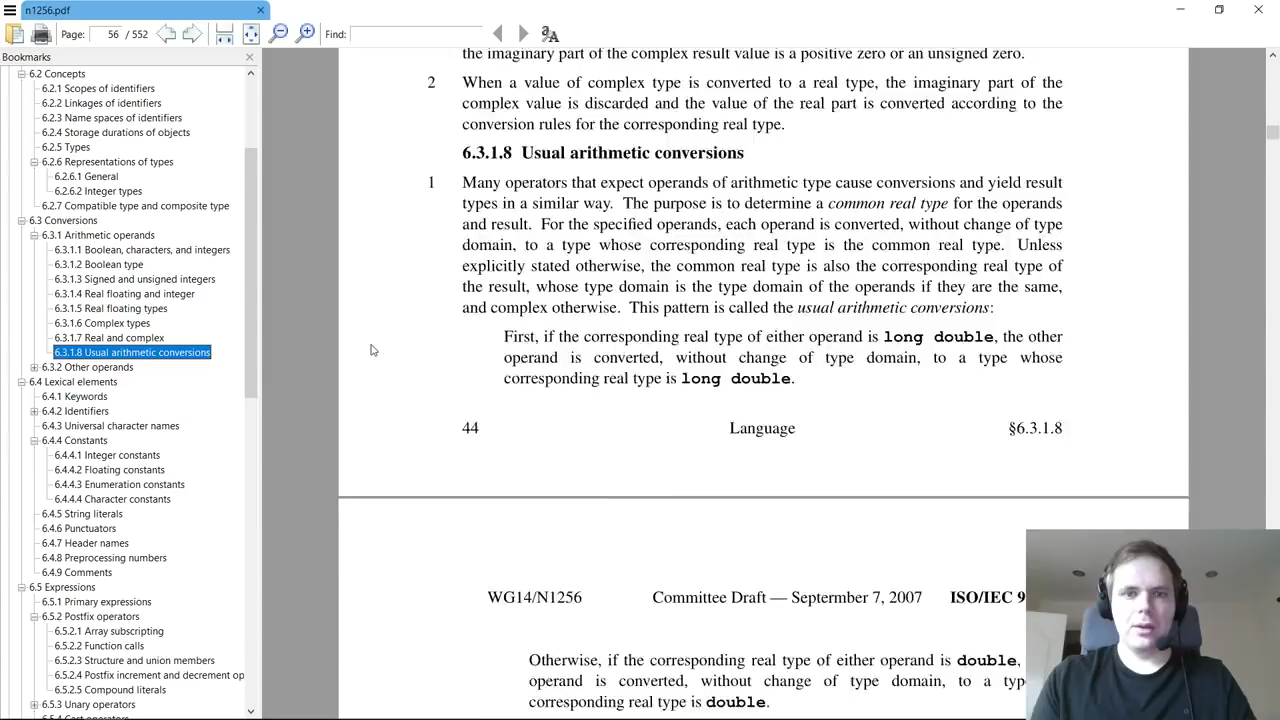 n1256.pdf
Page: 56 / 552 Find:
Bookmarks
6.2 Concepts
6.2.1 Scopes of identifiers
6.2.2 Linkages of identifiers
6.2.3 Name spaces of identifiers
6.2.4 Storage durations of objects
6.2.5 Types
6.2.6 Representations of types
6.2.6.1 General
6.2.6.2 Integer types
6.2.7 Compatible type and composite type
6.3 Conversions
6.3.1 Arithmetic operands
6.3.1.1 Boolean, characters, and integers
6.3.1.2 Boolean type
6.3.1.3 Signed and unsigned integers
6.3.1.4 Real floating and integer
6.3.1.5 Real floating types
6.3.1.6 Complex types
6.3.1.7 Real and complex
6.3.1.8 Usual arithmetic conversions
6.3.2 Other operands
6.4 Lexical elements
6.4.1 Keywords
6.4.2 Identifiers
6.4.3 Universal character names
6.4.4 Constants
6.4.4.1 Integer constants
6.4.4.2 Floating constants
6.4.4.3 Enumeration constants
6.4.4.4 Character constants
6.4.5 String literals
6.4.6 Punctuators
6.4.7 Header names
6.4.8 Preprocessing numbers
6.4.9 Comments
6.5 Expressions
6.5.1 Primary expressions
6.5.2 Postfix operators
6.5.2.1 Array subscripting
6.5.2.2 Function calls
6.5.2.3 Structure and union members
6.5.2.4 Postfix increment and decrement op
6.5.2.5 Compound literals
6.5.3 Unary operators
6.5.4 Cast operators
the imaginary part of the complex result value is a positive zero or an unsigned zero.
2 When a value of complex type is converted to a real type, the imaginary part of the
complex value is discarded and the value of the real part is converted according to the
conversion rules for the corresponding real type.
6.3.1.8 Usual arithmetic conversions
1 Many operators that expect operands of arithmetic type cause conversions and yield result
types in a similar way. The purpose is to determine a common real type for the operands
and result. For the specified operands, each operand is converted, without change of type
domain, to a type whose corresponding real type is the common real type. Unless
explicitly stated otherwise, the common real type is also the corresponding real type of
the result, whose type domain is the type domain of the operands if they are the same,
and complex otherwise. This pattern is called the usual arithmetic conversions:
First, if the corresponding real type of either operand is long double, the other
operand is converted, without change of type domain, to a type whose
corresponding real type is long double.
44 Language §6.3.1.8
WG14/N1256 Committee Draft — Septermber 7, 2007 ISO/IEC 9
Otherwise, if the corresponding real type of either operand is double,
operand is converted, without change of type domain, to a typ
corresponding real type is double.